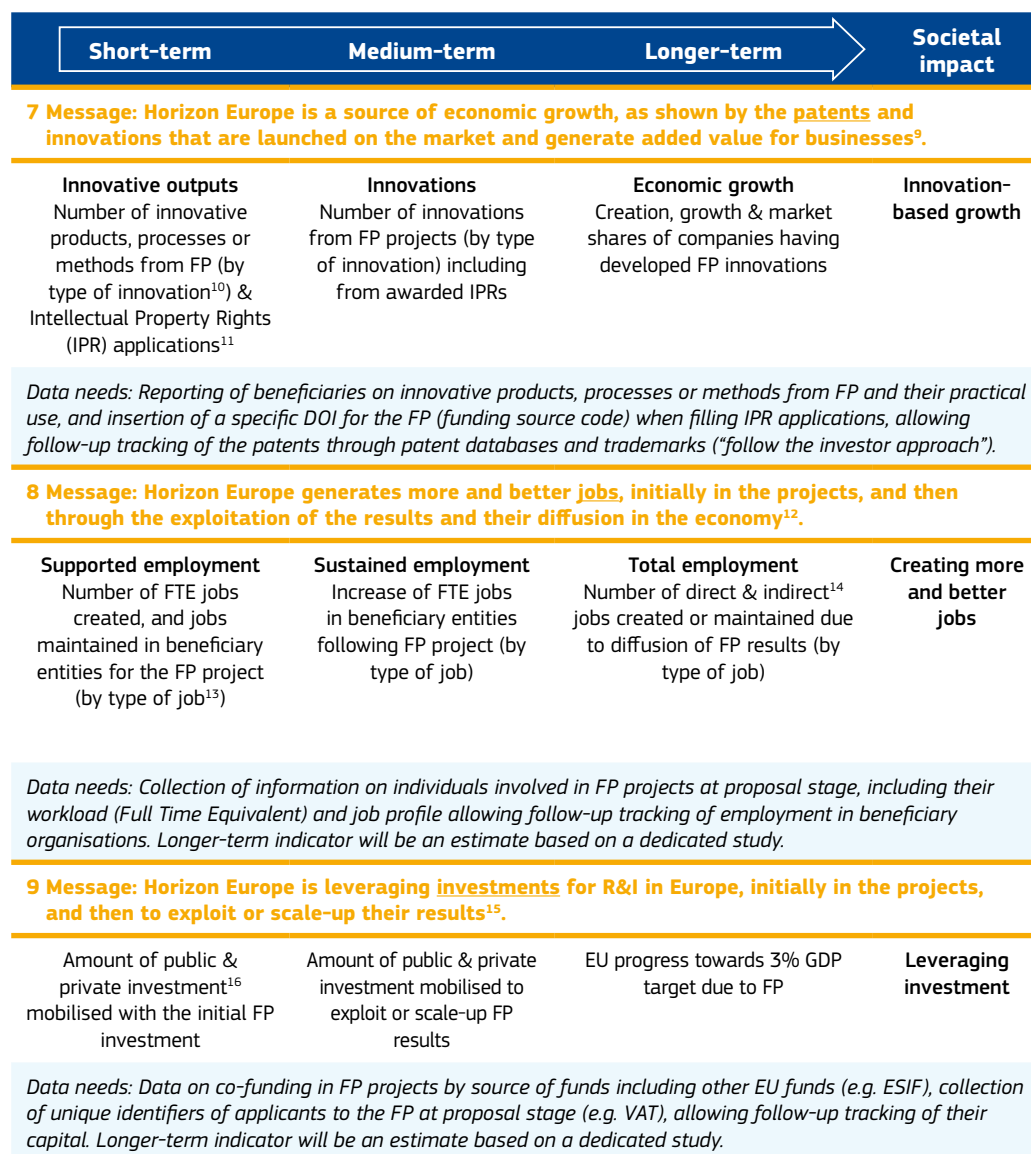 Short-term
Medium-term
Longer-term
Societal
impact
7 Message: Horizon Europe is a source of economic growth, as shown by the patents and
innovations that are launched on the market and generate added value for businesses⁹.
Innovative outputs
Number of innovative
products, processes or
methods from FP (by
type of innovation¹⁰) &
Intellectual Property Rights
(IPR) applications¹¹
Innovations
Number of innovations
from FP projects (by type
of innovation) including
from awarded IPRs
Economic growth
Creation, growth & market
shares of companies having
developed FP innovations
Innovation-
based growth
Data needs: Reporting of beneficiaries on innovative products, processes or methods from FP and their practical
use, and insertion of a specific DOI for the FP (funding source code) when filling IPR applications, allowing
follow-up tracking of the patents through patent databases and trademarks (“follow the investor approach”).
8 Message: Horizon Europe generates more and better jobs, initially in the projects, and then
through the exploitation of the results and their diffusion in the economy¹².
Supported employment
Number of FTE jobs
created, and jobs
maintained in beneficiary
entities for the FP project
(by type of job¹³)
Sustained employment
Increase of FTE jobs
in beneficiary entities
following FP project (by
type of job)
Total employment
Number of direct & indirect¹⁴
jobs created or maintained due
to diffusion of FP results (by
type of job)
Creating more
and better
jobs
Data needs: Collection of information on individuals involved in FP projects at proposal stage, including their
workload (Full Time Equivalent) and job profile allowing follow-up tracking of employment in beneficiary
organisations. Longer-term indicator will be an estimate based on a dedicated study.
9 Message: Horizon Europe is leveraging investments for R&I in Europe, initially in the projects,
and then to exploit or scale-up their results¹⁵.
Amount of public &
private investment¹⁶
mobilised with the initial FP
investment
Amount of public & private
investment mobilised to
exploit or scale-up FP
results
EU progress towards 3% GDP
target due to FP
Leveraging
investment
Data needs: Data on co-funding in FP projects by source of funds including other EU funds (e.g. ESIF), collection
of unique identifiers of applicants to the FP at proposal stage (e.g. VAT), allowing follow-up tracking of their
capital. Longer-term indicator will be an estimate based on a dedicated study.